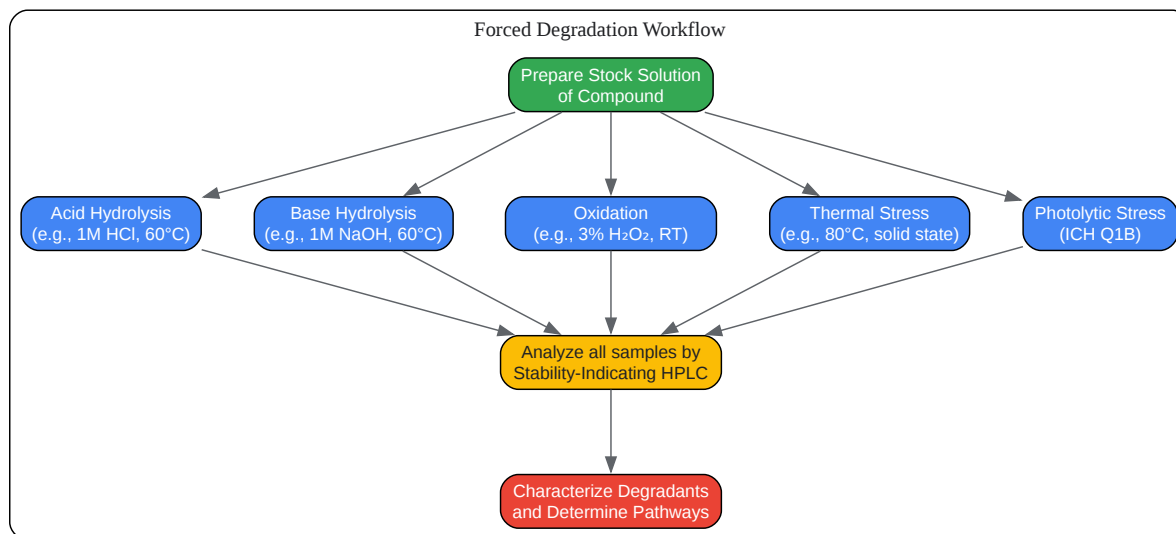 Forced Degradation Workflow
Prepare Stock Solution
of Compound
Acid Hydrolysis
(e.g., 1M HCl, 60°C)
Base Hydrolysis
(e.g., 1M NaOH, 60°C)
Oxidation
(e.g., 3% H₂O₂, RT)
Thermal Stress
(e.g., 80°C, solid state)
Photolytic Stress
(ICH Q1B)
Analyze all samples by
Stability-Indicating HPLC
Characterize Degradants
and Determine Pathways